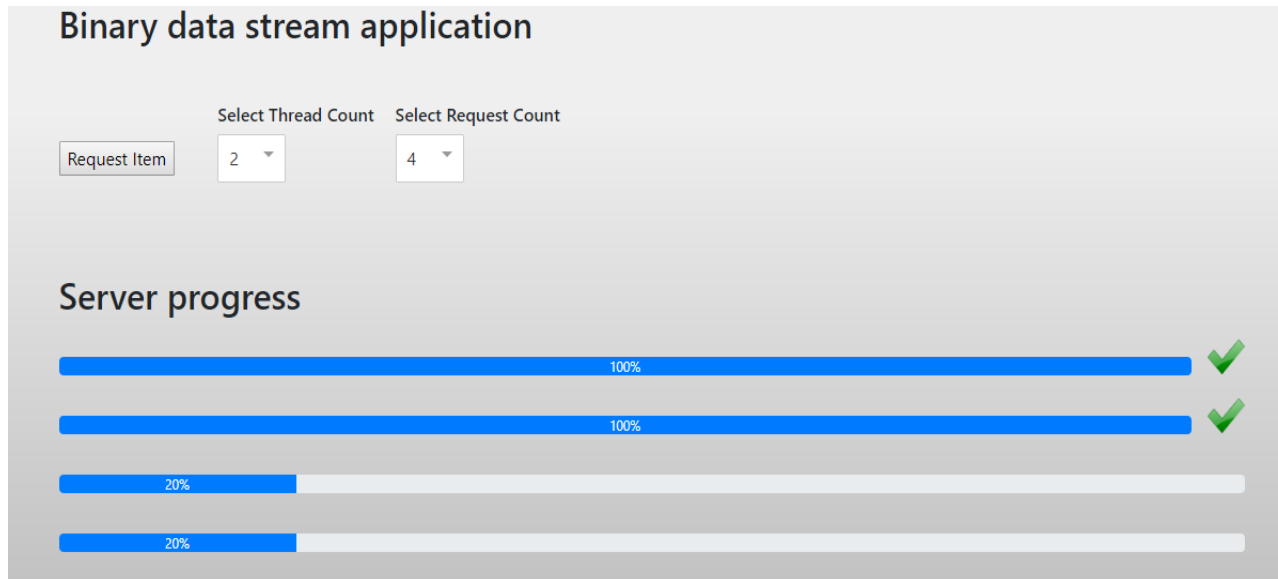 Binary data stream application
Select Thread Count Select Request Count
Request Item 2 4
Server progress
100%
100%
20%
20%